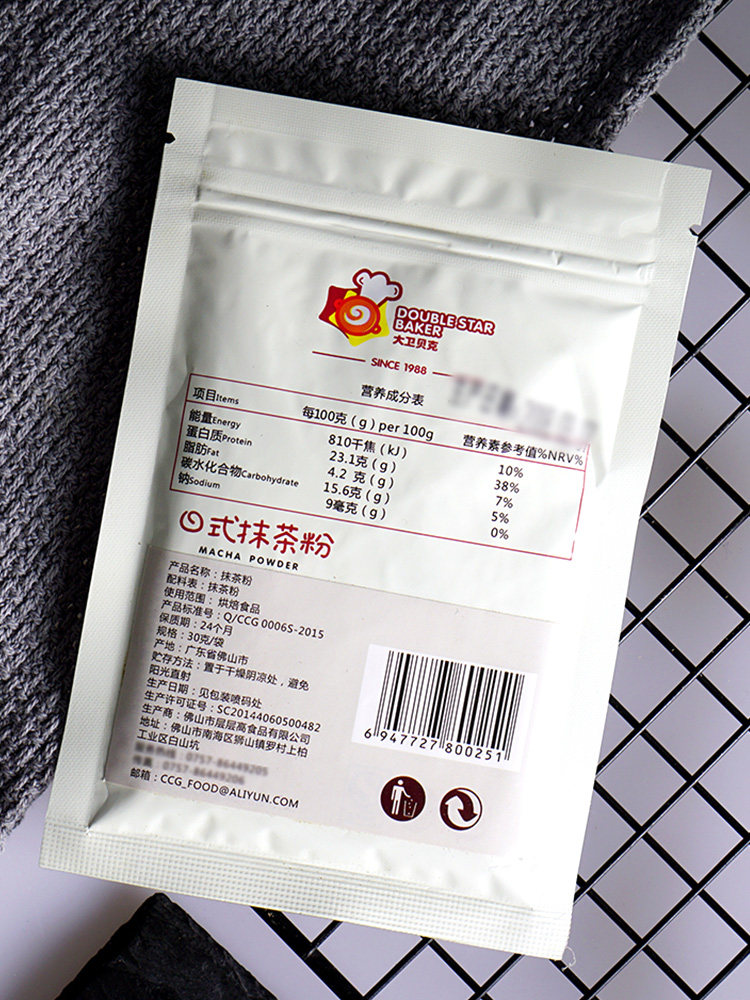 DOUBLE STAR
BAKER
大卫贝克
SINCE 1988
营养成分表
项目Items 每100克（g）per 100g 营养素参考值%NRV%
能量Energy 810千焦（kJ） 10%
蛋白质Protein 23.1克（g） 38%
脂肪Fat 4.2 克（g） 7%
碳水化合物Carbohydrate 15.6克（g） 5%
钠Sodium 9毫克（g） 0%
日式抹茶粉
MACHA POWDER
产品名称：抹茶粉
配料表：抹茶粉
使用范围： 烘焙食品
产品标准号：Q/CCG 0006S-2015
保质期：24个月
规格：30克/袋
产地：广东省佛山市
贮存方法：置于干燥阴凉处，避免
阳光直射
生产日期：见包装喷码处
生产许可证号：SC20144060500482
生产商：佛山市层层高食品有限公司
地址：佛山市南海区狮山镇罗村上柏
工业区白山坑
邮箱：CCG_FOOD@ALIYUN.COM
6 947727 800251